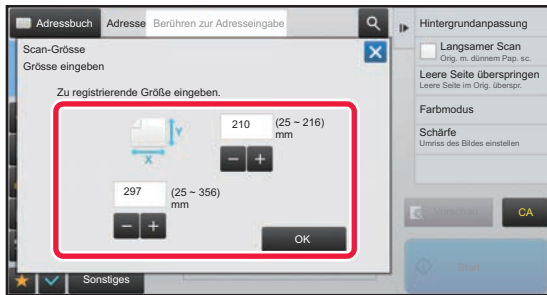 Adressbuch Adresse Berühren zur Adresseingabe
Scan-Grösse
Grösse eingeben
Zu registrierende Größe eingeben.
Y
X
210 (25 ~ 216)
mm
297 (25 ~ 356)
mm
OK
Sonstiges
Hintergrundanpassung
Langsamer Scan
Orig. m. dünnem Pap. sc.
Leere Seite überspringen
Leere Seite im Orig. überspr.
Farbmodus
Schärfe
Umriss des Bildes einstellen
Vorschau CA
Start